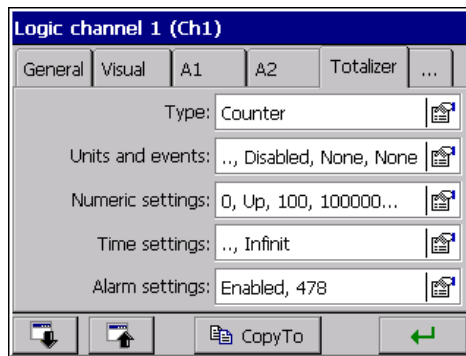 Logic channel 1 (Ch1)
General Visual A1 A2 Totalizer ...
Type: Counter
Units and events: .., Disabled, None, None
Numeric settings: 0, Up, 100, 100000...
Time settings: .., Infinit
Alarm settings: Enabled, 478
CopyTo